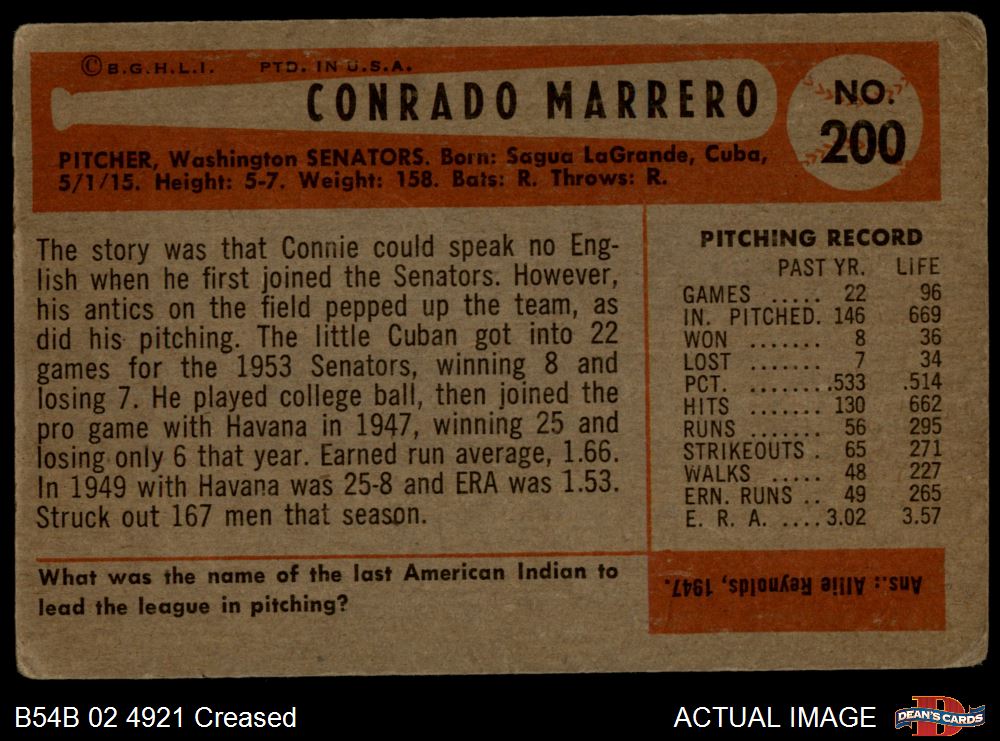 ©B.G.H.L.I. PTD. IN U.S.A.
CONRADO MARRERO
NO.
200
PITCHER, Washington SENATORS. Born: Sagua LaGrande, Cuba,
5/1/15. Height: 5-7. Weight: 158. Bats: R. Throws: R.
The story was that Connie could speak no Eng-
lish when he first joined the Senators. However,
his antics on the field pepped up the team, as
did his pitching. The little Cuban got into 22
games for the 1953 Senators, winning 8 and
losing 7. He played college ball, then joined the
pro game with Havana in 1947, winning 25 and
losing only 6 that year. Earned run average, 1.66.
In 1949 with Havana was 25-8 and ERA was 1.53.
Struck out 167 men that season.
PITCHING RECORD
PAST YR. LIFE
GAMES ..... 22 96
IN. PITCHED. 146 669
WON ....... 8 36
LOST ....... 7 34
PCT. ........ .533 .514
HITS ....... 130 662
RUNS ....... 56 295
STRIKEOUTS . 65 271
WALKS ..... 48 227
ERN. RUNS .. 49 265
E. R. A. .... 3.02 3.57
What was the name of the last American Indian to
lead the league in pitching?
Ans.: Allie Reynolds, 1947.
B54B 02 4921 Creased
ACTUAL IMAGE
D
DEAN'S CARDS